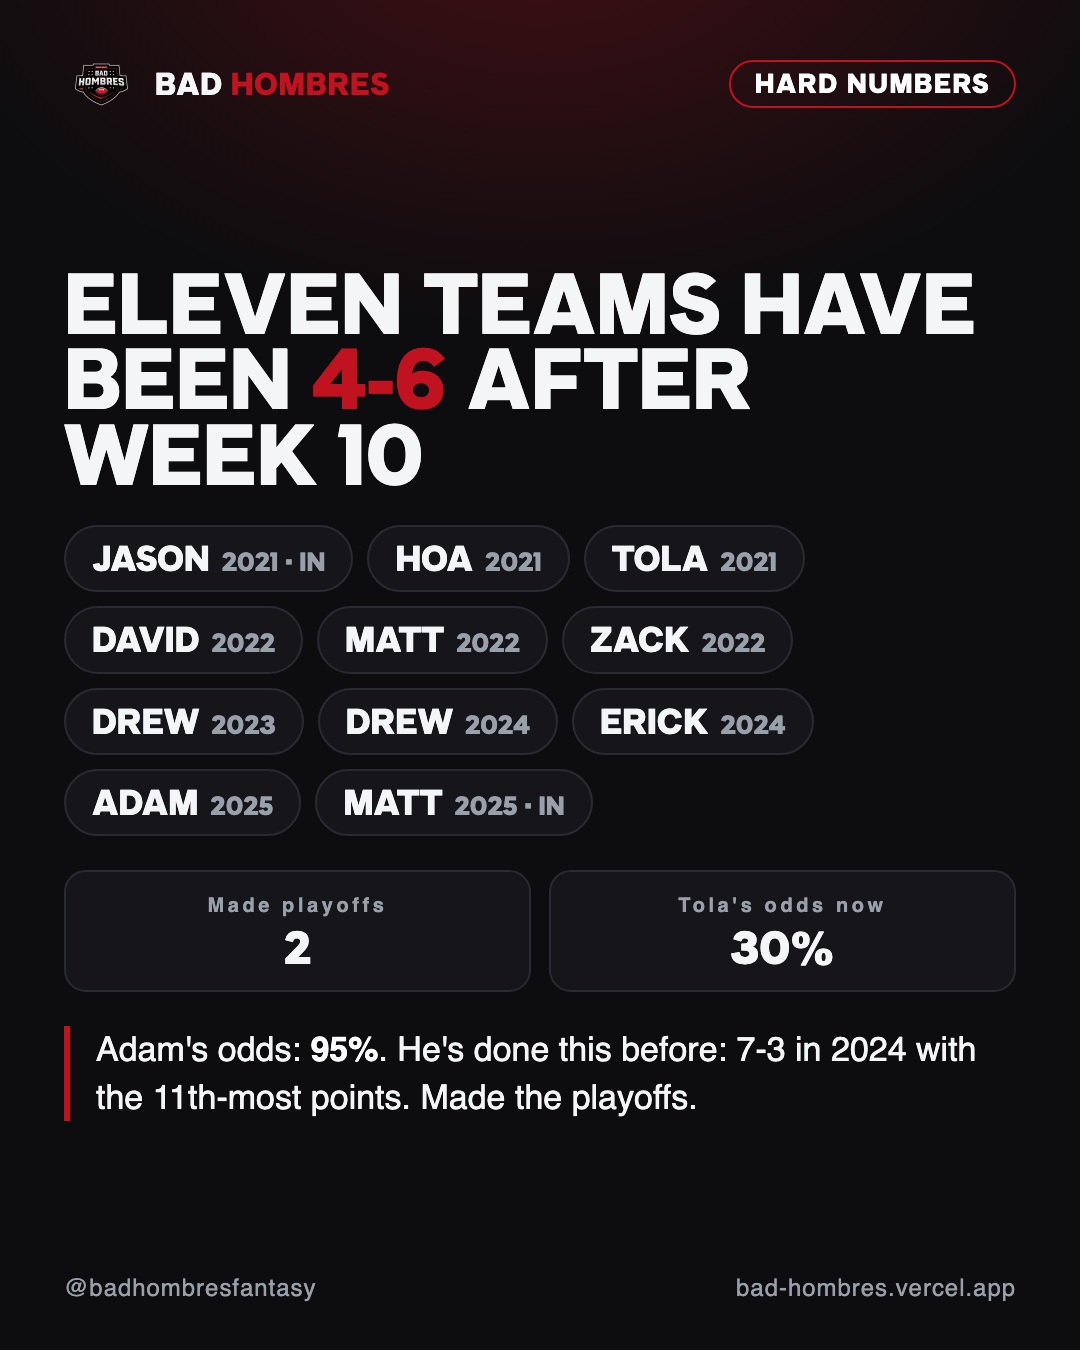 BAD HOMBRES
BAD HOMBRES
HARD NUMBERS
ELEVEN TEAMS HAVE
BEEN 4-6 AFTER
WEEK 10
JASON 2021 · IN
HOA 2021
TOLA 2021
DAVID 2022
MATT 2022
ZACK 2022
DREW 2023
DREW 2024
ERICK 2024
ADAM 2025
MATT 2025 · IN
Made playoffs
2
Tola's odds now
30%
Adam's odds: 95%. He's done this before: 7-3 in 2024 with
the 11th-most points. Made the playoffs.
@badhombresfantasy
bad-hombres.vercel.app